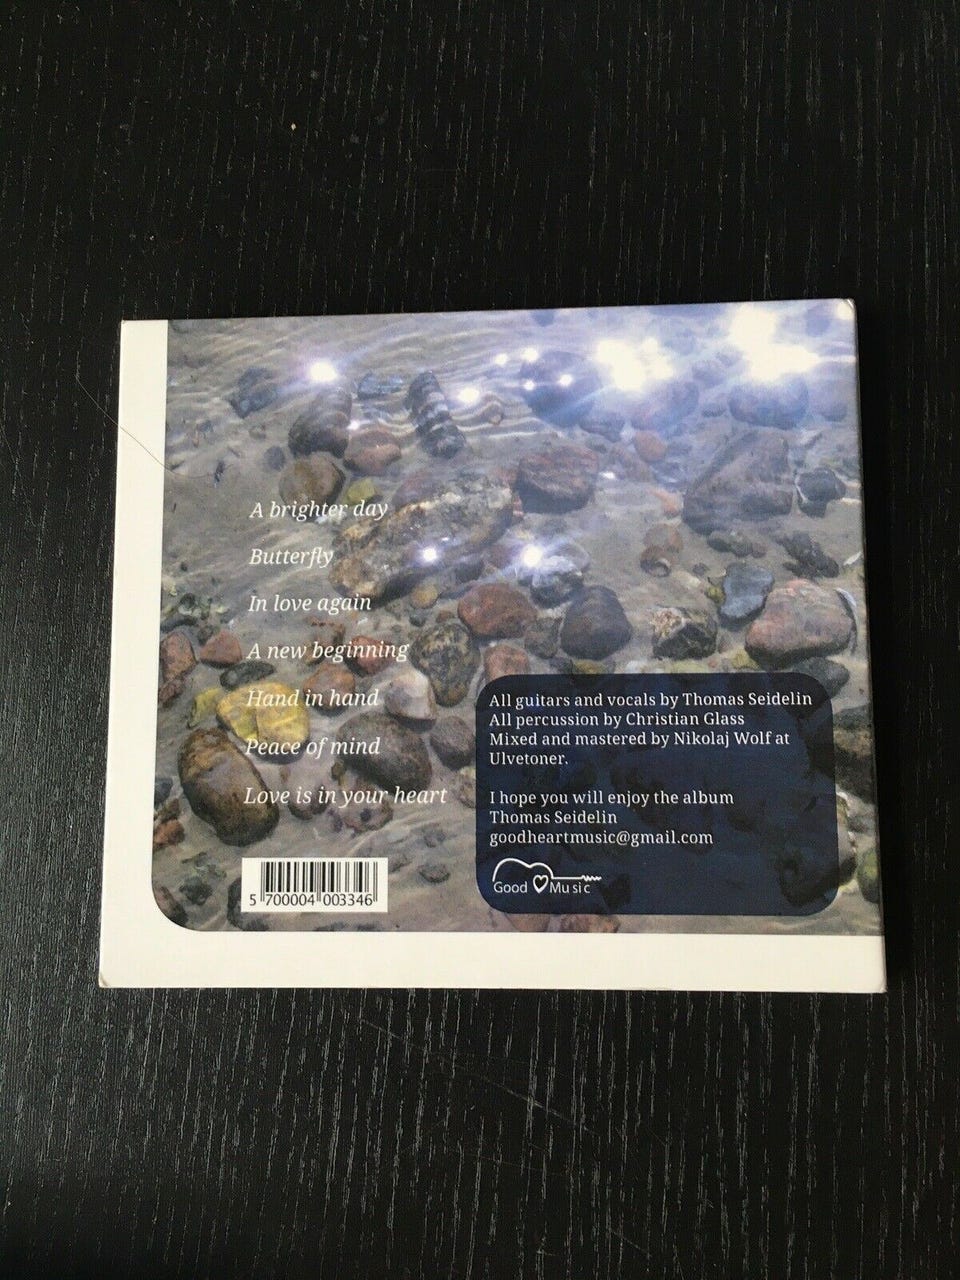 A brighter day
Butterfly
In love again
A new beginning
Hand in hand
Peace of mind
Love is in your heart
5 700004 003346
All guitars and vocals by Thomas Seidelin
All percussion by Christian Glass
Mixed and mastered by Nikolaj Wolf at
Ulvetoner.
I hope you will enjoy the album
Thomas Seidelin
goodheartmusic@gmail.com
Good Music